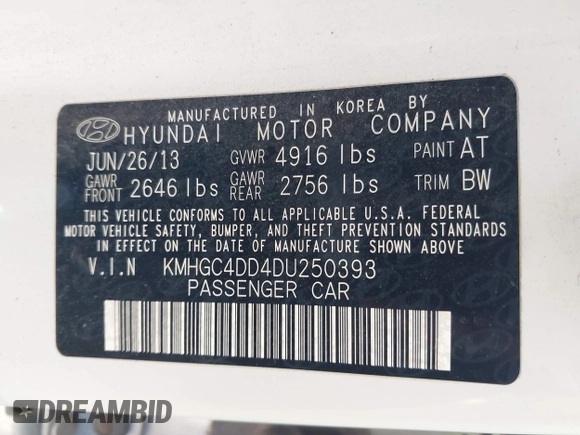 MANUFACTURED IN KOREA BY
HYUNDAI MOTOR COMPANY
JUN/26/13 GVWR 4916 lbs PAINT AT
GAWR FRONT 2646 lbs GAWR REAR 2756 lbs TRIM BW
THIS VEHICLE CONFORMS TO ALL APPLICABLE U.S.A. FEDERAL
MOTOR VEHICLE SAFETY, BUMPER, AND THEFT PREVENTION STANDARDS
IN EFFECT ON THE DATE OF MANUFACTURE SHOWN ABOVE
V.I.N KMHGC4DD4DU250393
PASSENGER CAR
DREAMBID